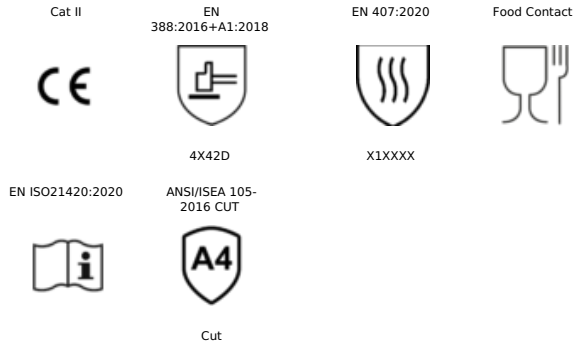 Cat II
EN
388:2016+A1:2018
EN 407:2020
Food Contact
CE
4X42D
X1XXXX
EN ISO21420:2020
ANSI/ISEA 105-
2016 CUT
i
A4
Cut